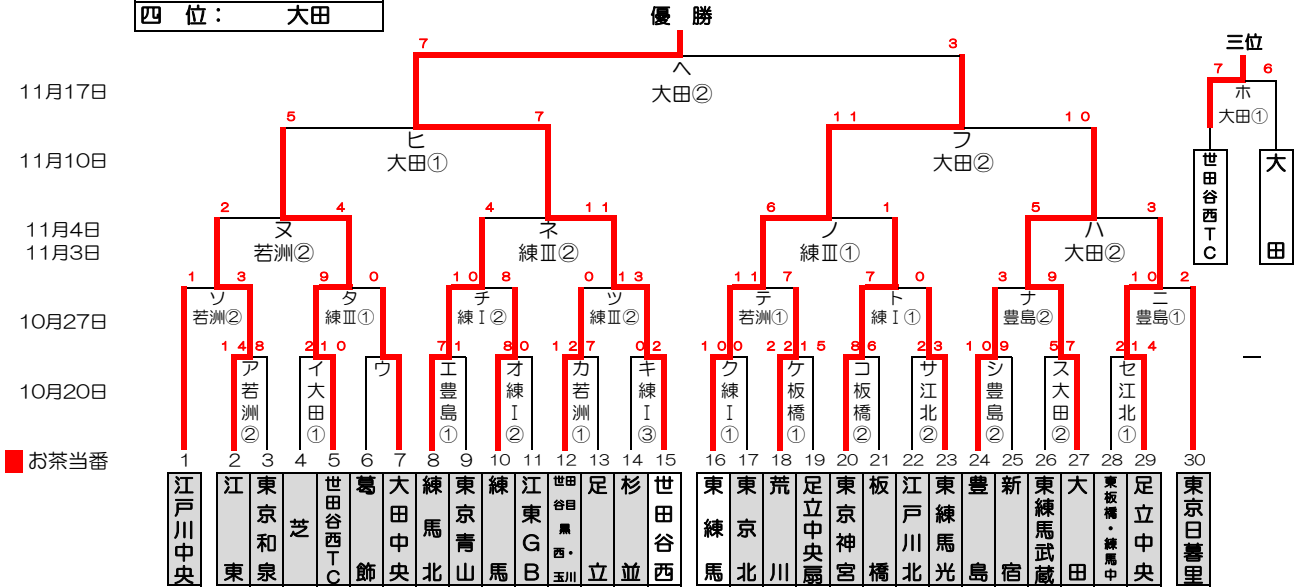 四 位： 大田
優 勝
7 3
三位
ヘ
大田②
7 6
ホ
大田①
11月17日
5 7 11 10
ヒ
大田①
フ
大田②
11月10日
世田谷西TC
大田
2 4 4 11 6 1 5 3
11月4日
11月3日
ヌ
若洲②
ネ
練Ⅲ②
ノ
練Ⅲ①
ハ
大田②
1 3 9 0 10 8 0 13 11 7 7 0 3 9 10 2
10月27日
ソ
若洲②
タ
練Ⅲ①
チ
練Ⅰ②
ツ
練Ⅲ②
テ
若洲①
ト
練Ⅰ①
ナ
豊島②
ニ
豊島①
14 8 2 10 7 1 8 0 12 7 0 2 10 0 22 15 8 6 2 3 10 9 5 7 2 14
10月20日
ア若洲②
イ大田①
ウ
エ豊島①
オ練Ⅰ②
カ若洲①
キ練Ⅰ③
ク練Ⅰ①
ケ板橋①
コ板橋②
サ江北②
シ豊島②
ス大田②
セ江北①
—
お茶当番
1 2 3 4 5 6 7 8 9 10 11 12 13 14 15 16 17 18 19 20 21 22 23 24 25 26 27 28 29 30
江戸川中央
江東
東京和泉
芝
世田谷西TC
葛飾
大田中央
練馬北
東京青山
練馬
江東GB
世田谷西・目黒・玉川
足立
杉並
世田谷西
東練馬
東京北
荒川
足立中央扇
東京神宮
板橋
江戸川北
東練馬光
豊島
新宿
東練馬武蔵
大田
東板橋・練馬中
足立中央
東京日暮里